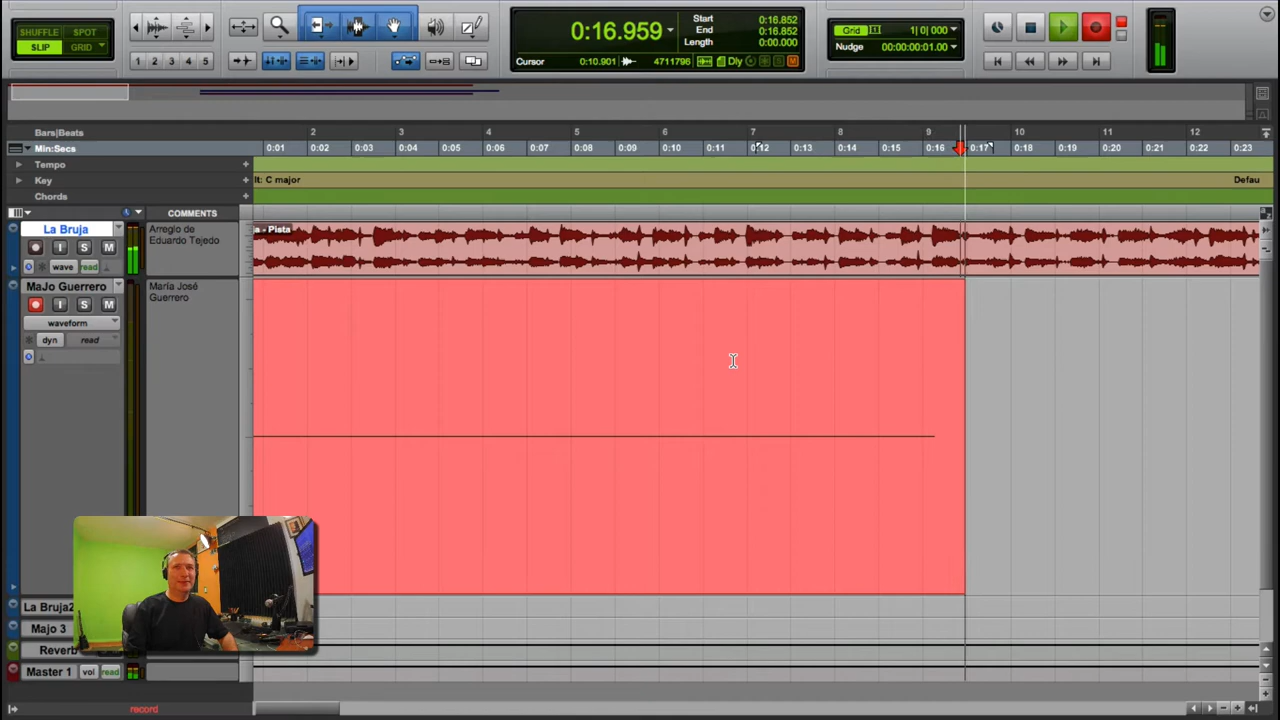 SHUFFLE SPOT
SLIP GRID
1 2 3 4 5
0:16.959
Start 0:16.852
End 0:16.852
Length 0:00.000
Cursor 0:10.901 4711796 Dly M
Grid 1| 0| 000
Nudge 00:00:00:01.00
Bars|Beats 2 3 4 5 6 7 8 9 10 11 12
Min:Secs 0:01 0:02 0:03 0:04 0:05 0:06 0:07 0:08 0:09 0:10 0:11 0:12 0:13 0:14 0:15 0:16 0:17 0:18 0:19 0:20 0:21 0:22 0:23
Tempo
Key lt: C major Defau
Chords
COMMENTS
La Bruja
Arreglo de
Eduardo Tejedo
a - Pista
I S M
wave read
MaJo Guerrero
María José
Guerrero
I S M
waveform
dyn read
La Bruja2
Majo 3
Reverb
Master 1 vol read
record